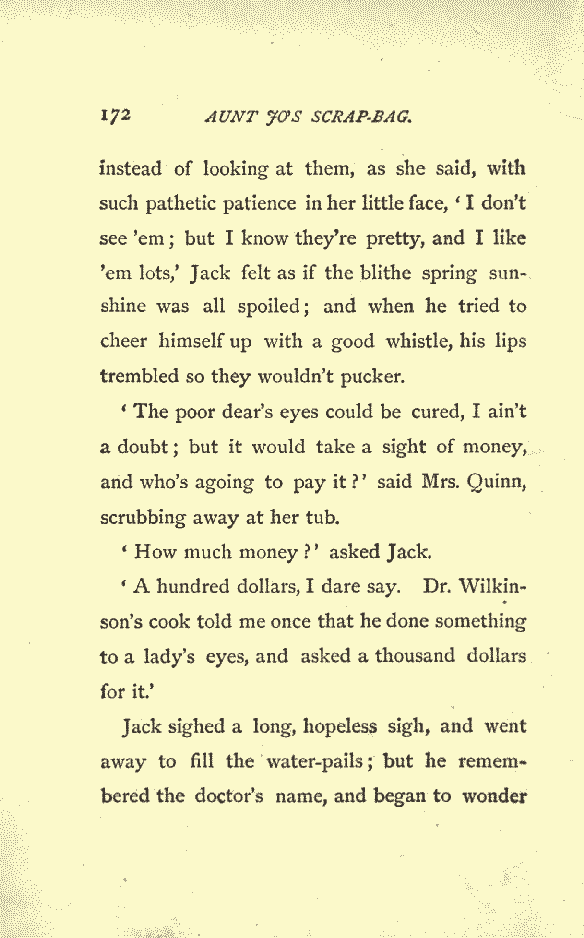 172 AUNT JO'S SCRAP-BAG.
instead of looking at them, as she said, with
such pathetic patience in her little face, ‘ I don’t
see ’em ; but I know they’re pretty, and I like
’em lots,’ Jack felt as if the blithe spring sun-
shine was all spoiled ; and when he tried to
cheer himself up with a good whistle, his lips
trembled so they wouldn’t pucker.
‘ The poor dear’s eyes could be cured, I ain’t
a doubt ; but it would take a sight of money,
and who’s agoing to pay it ?’ said Mrs. Quinn,
scrubbing away at her tub.
‘ How much money ?’ asked Jack.
‘ A hundred dollars, I dare say. Dr. Wilkin-
son’s cook told me once that he done something
to a lady’s eyes, and asked a thousand dollars
for it.’
Jack sighed a long, hopeless sigh, and went
away to fill the water-pails ; but he remem-
bered the doctor’s name, and began to wonder